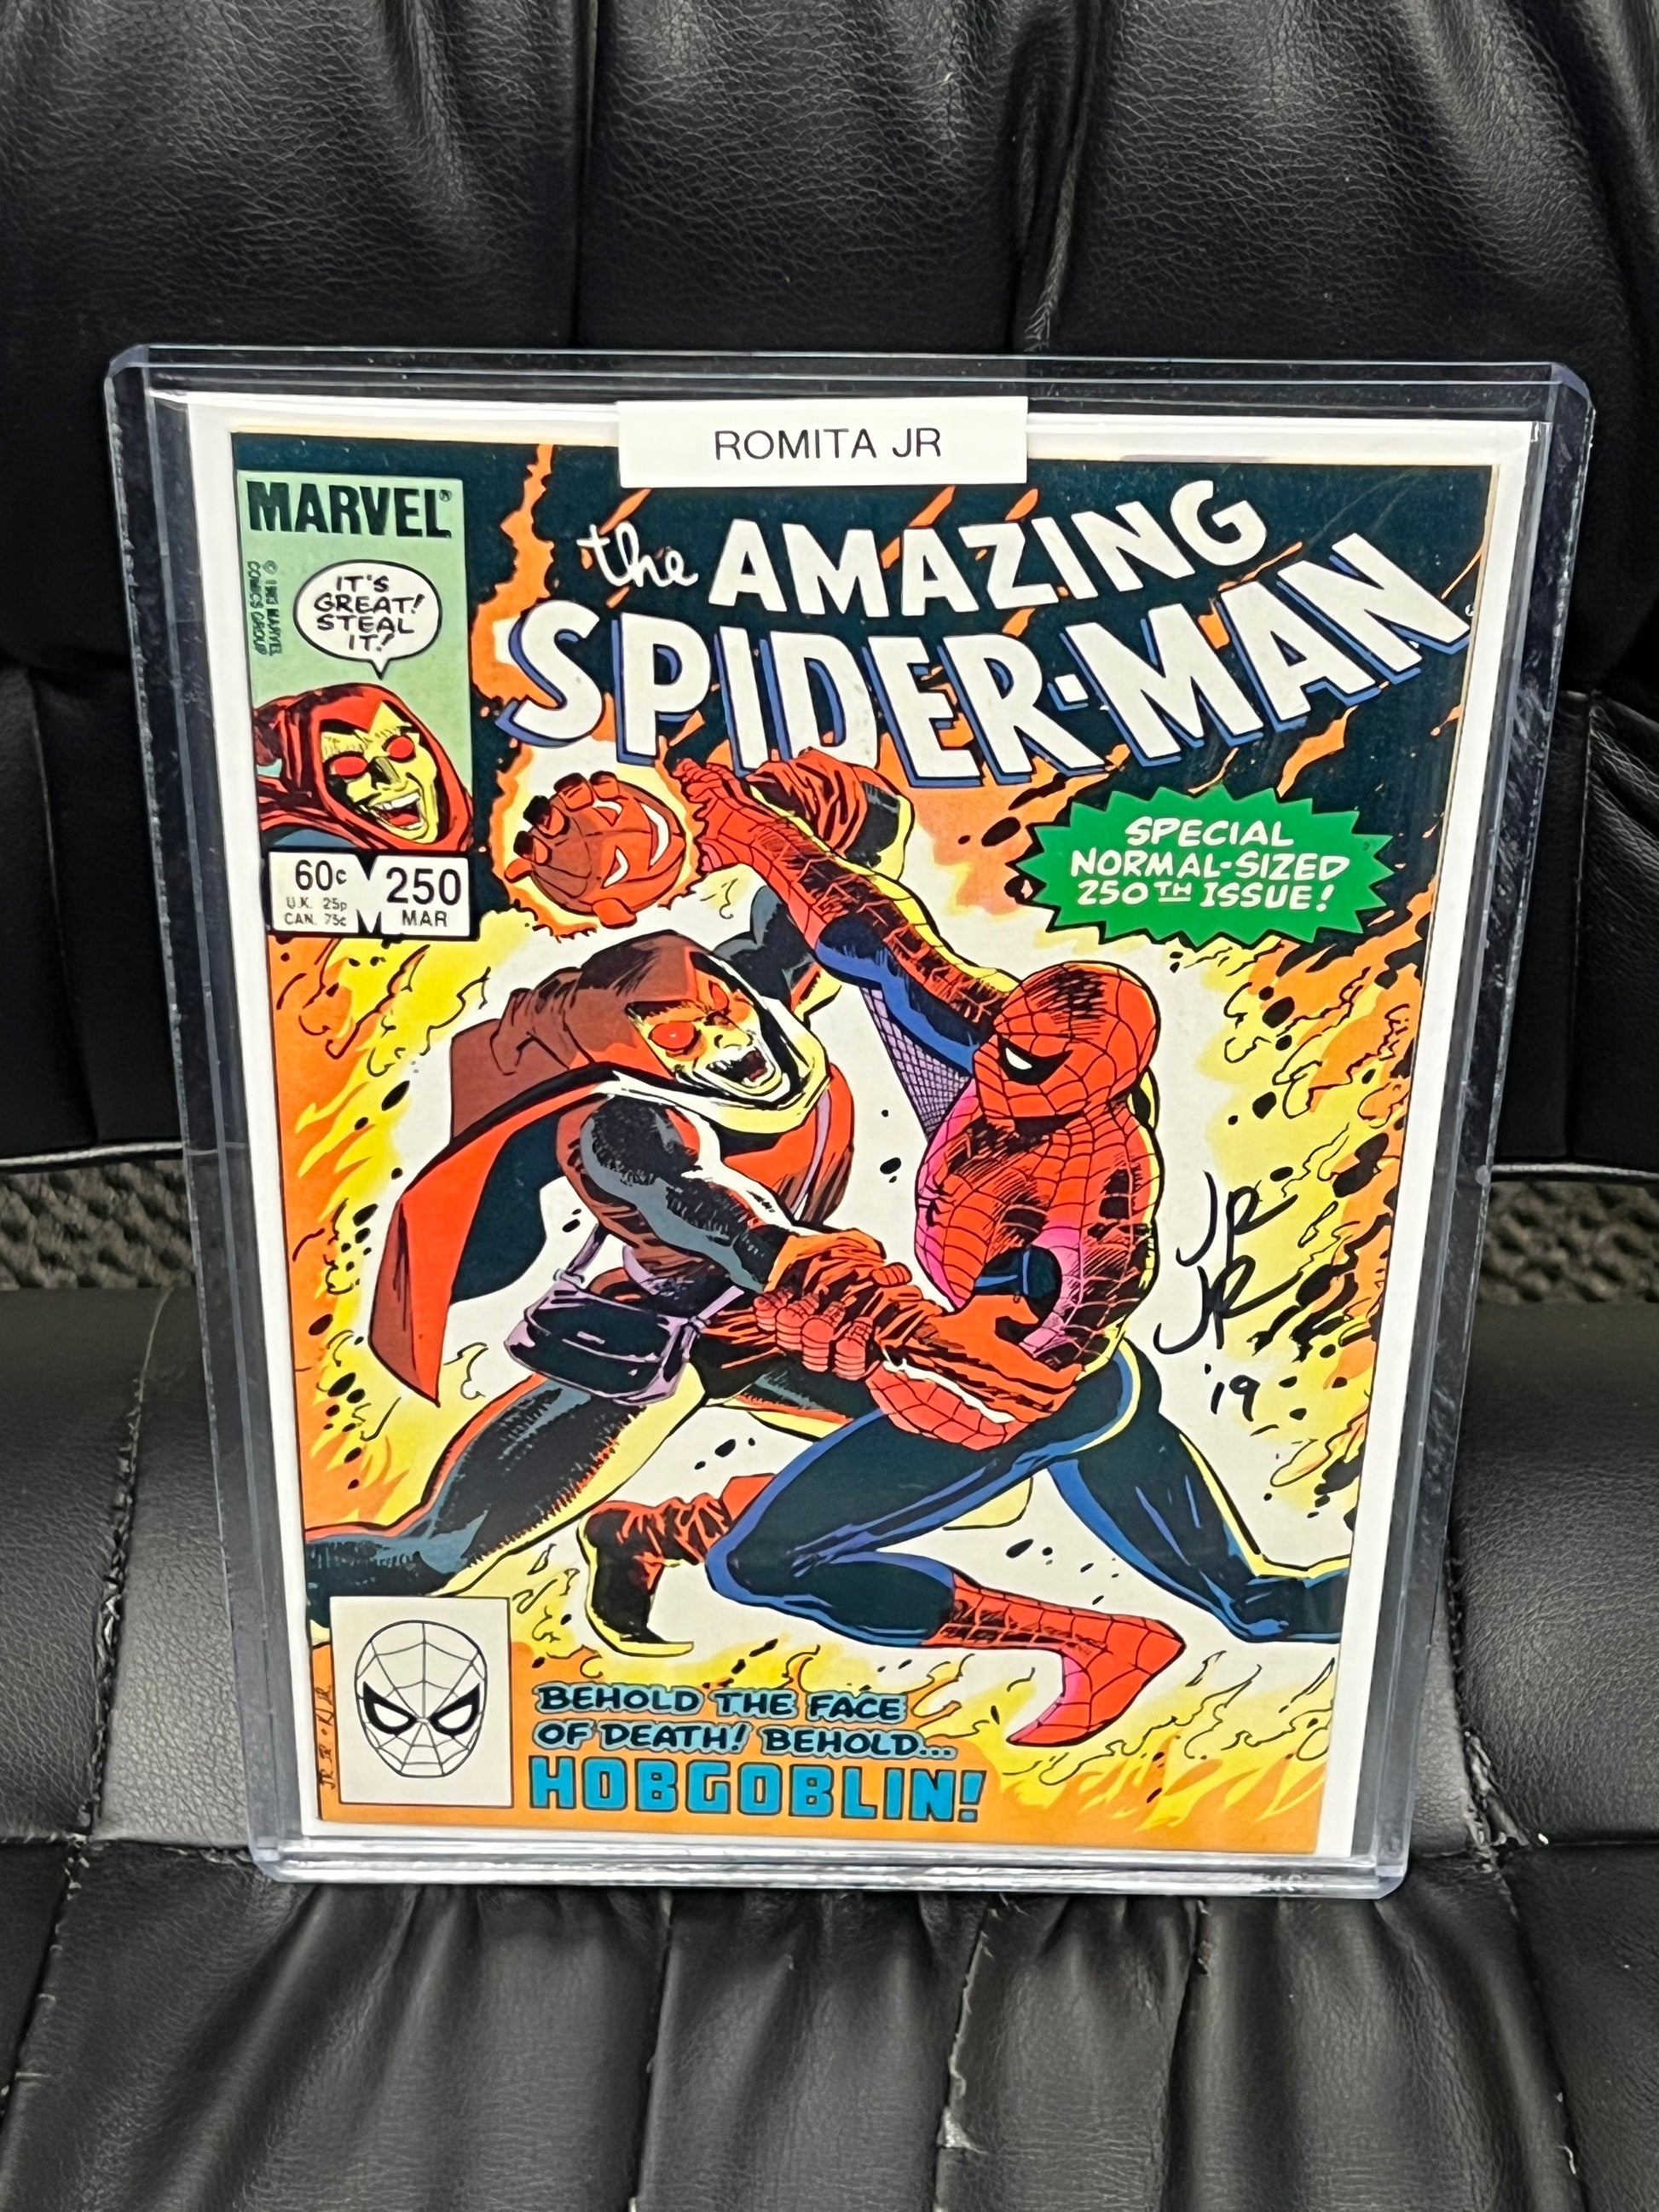 ROMITA JR
MARVEL®
© 1983 MARVEL
COMICS GROUP
IT'S
GREAT!
STEAL
IT!
the AMAZING
SPIDER-MAN
60¢
U.K. 25p
CAN. 75¢
250
MAR
SPECIAL
NORMAL-SIZED
250TH ISSUE!
JR
JR
'19
BEHOLD THE FACE
OF DEATH! BEHOLD...
HOBGOBLIN!